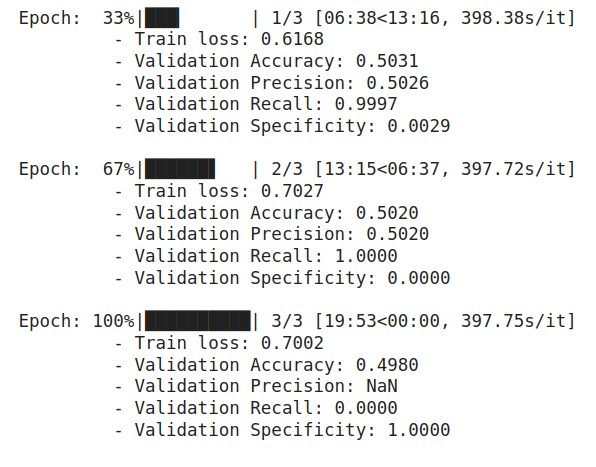 Epoch:  33%|███▎      | 1/3 [06:38<13:16, 398.38s/it]
- Train loss: 0.6168
- Validation Accuracy: 0.5031
- Validation Precision: 0.5026
- Validation Recall: 0.9997
- Validation Specificity: 0.0029
Epoch:  67%|██████▋   | 2/3 [13:15<06:37, 397.72s/it]
- Train loss: 0.7027
- Validation Accuracy: 0.5020
- Validation Precision: 0.5020
- Validation Recall: 1.0000
- Validation Specificity: 0.0000
Epoch: 100%|██████████| 3/3 [19:53<00:00, 397.75s/it]
- Train loss: 0.7002
- Validation Accuracy: 0.4980
- Validation Precision: NaN
- Validation Recall: 0.0000
- Validation Specificity: 1.0000